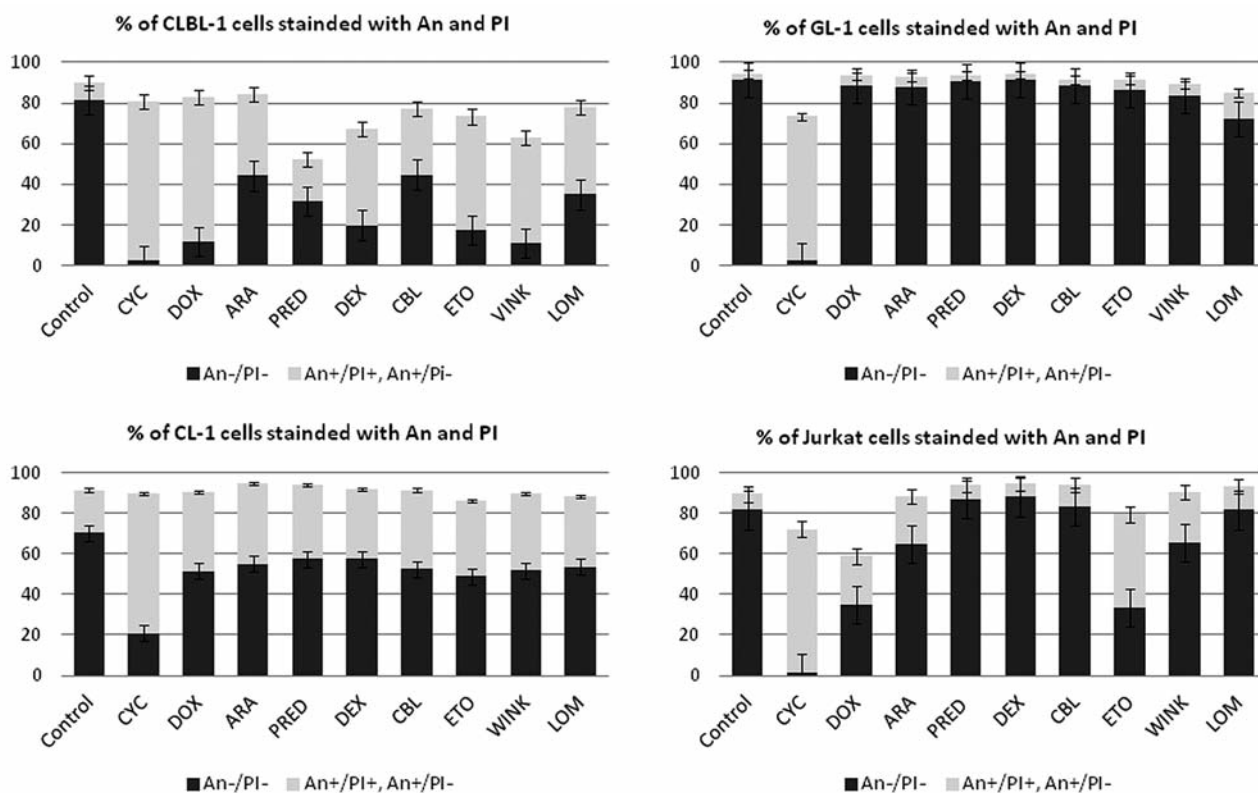 % of CLBL-1 cells stainded with An and PI
100
80
60
40
20
0
Control CYC DOX ARA PRED DEX CBL ETO VINK LOM
An-/PI- An+/PI+, An+/Pi-
% of GL-1 cells stainded with An and PI
100
80
60
40
20
0
Control CYC DOX ARA PRED DEX CBL ETO VINK LOM
An-/PI- An+/PI+, An+/PI-
% of CL-1 cells stainded with An and PI
100
80
60
40
20
0
Control CYC DOX ARA PRED DEX CBL ETO WINK LOM
An-/PI- An+/PI+, An+/PI-
% of Jurkat cells stainded with An and PI
100
80
60
40
20
0
Control CYC DOX ARA PRED DEX CBL ETO WINK LOM
An-/PI- An+/PI+, An+/PI-